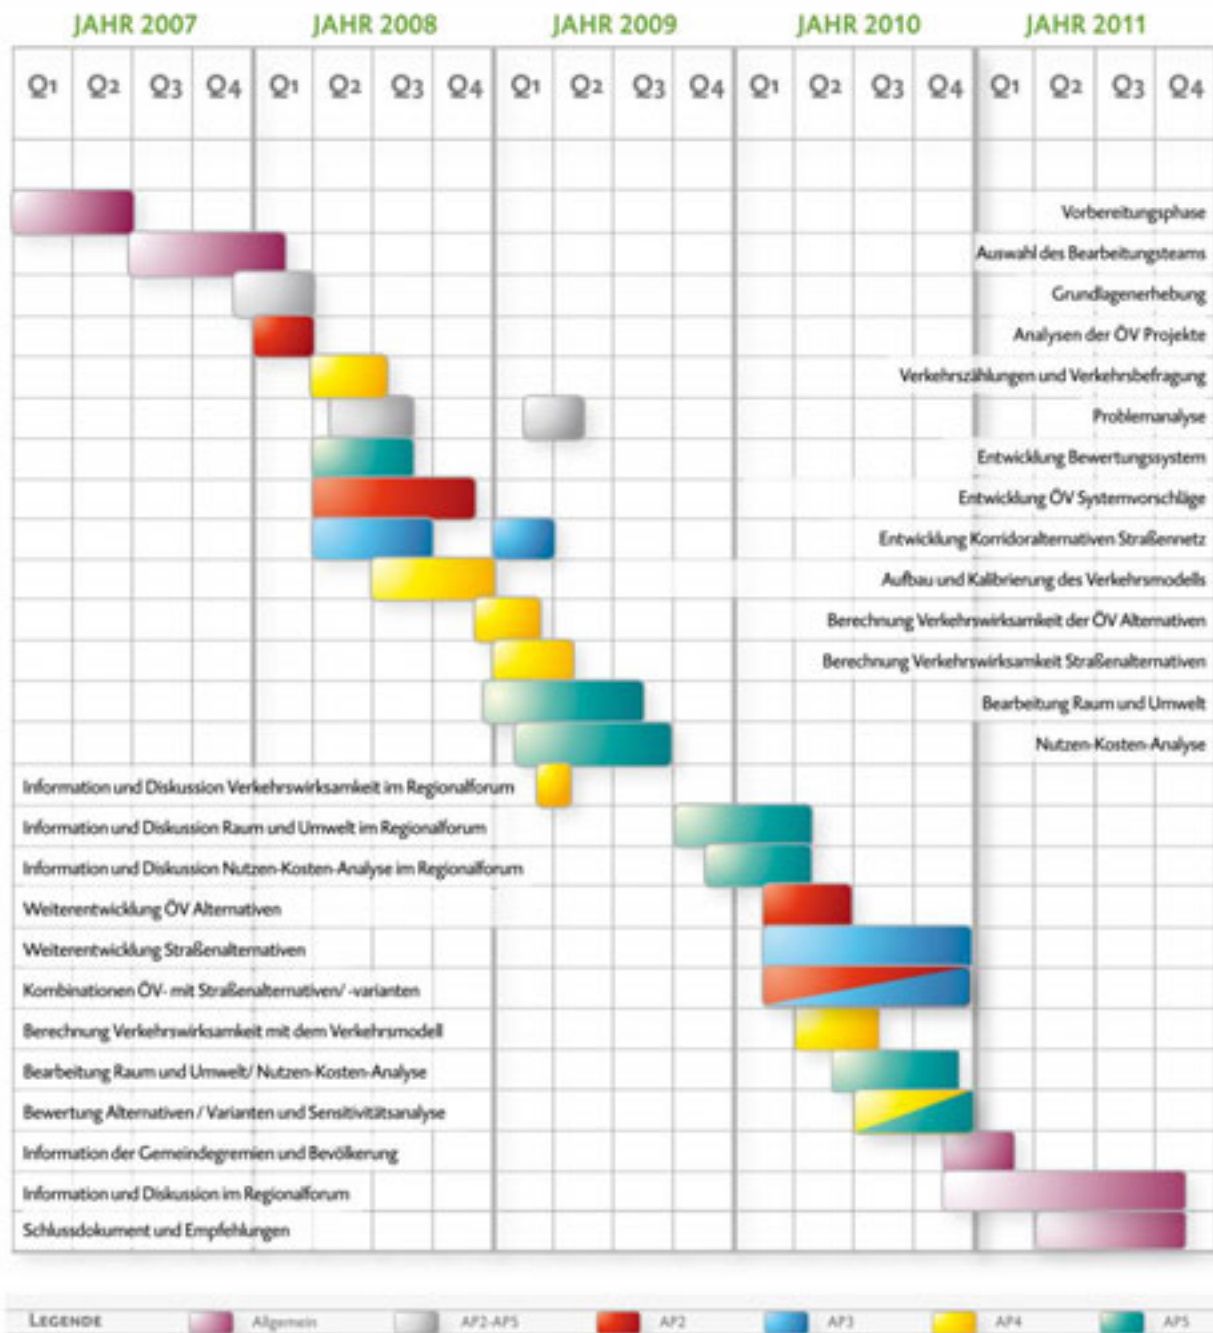 JAHR 2007 JAHR 2008 JAHR 2009 JAHR 2010 JAHR 2011
Q1 Q2 Q3 Q4 Q1 Q2 Q3 Q4 Q1 Q2 Q3 Q4 Q1 Q2 Q3 Q4 Q1 Q2 Q3 Q4
Vorbereitungsphase
Auswahl des Bearbeitungsteams
Grundlagenerhebung
Analysen der ÖV Projekte
Verkehrszählungen und Verkehrsbefragung
Problemanalyse
Entwicklung Bewertungssystem
Entwicklung ÖV Systemvorschläge
Entwicklung Korridoralternativen Straßennetz
Aufbau und Kalibrierung des Verkehrsmodells
Berechnung Verkehrswirksamkeit der ÖV Alternativen
Berechnung Verkehrswirksamkeit Straßenalternativen
Bearbeitung Raum und Umwelt
Nutzen-Kosten-Analyse
Information und Diskussion Verkehrswirksamkeit im Regionalforum
Information und Diskussion Raum und Umwelt im Regionalforum
Information und Diskussion Nutzen-Kosten-Analyse im Regionalforum
Weiterentwicklung ÖV Alternativen
Weiterentwicklung Straßenalternativen
Kombinationen ÖV- mit Straßenalternativen/ -varianten
Berechnung Verkehrswirksamkeit mit dem Verkehrsmodell
Bearbeitung Raum und Umwelt/ Nutzen-Kosten-Analyse
Bewertung Alternativen / Varianten und Sensitivitätsanalyse
Information der Gemeindegremien und Bevölkerung
Information und Diskussion im Regionalforum
Schlussdokument und Empfehlungen
LEGENDE Allgemein AP2-AP5 AP2 AP3 AP4 AP5